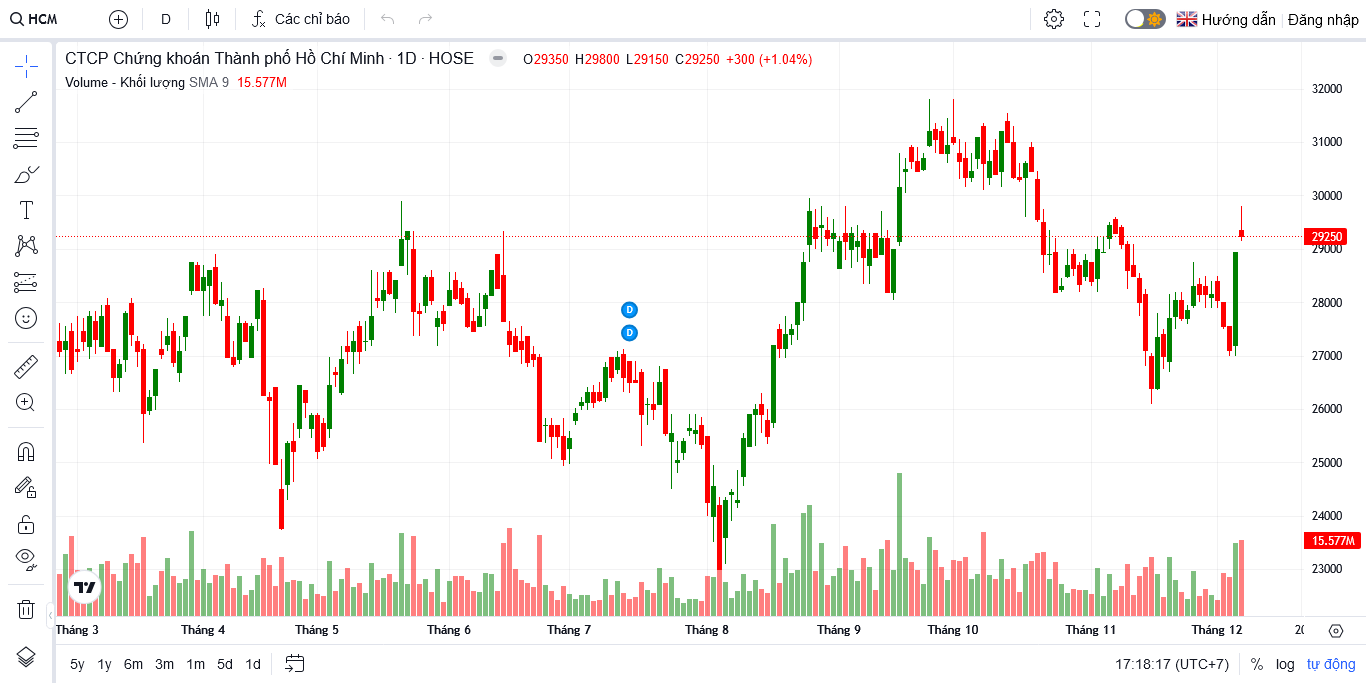 HCM D Các chỉ báo Hướng dẫn Đăng nhập
CTCP Chứng khoán Thành phố Hồ Chí Minh · 1D · HOSE O29350 H29800 L29150 C29250 +300 (+1.04%)
Volume - Khối lượng SMA 9 15.577M
32000
31000
30000
29250
29000
28000
D
D
27000
26000
25000
24000
15.577M
23000
Tháng 3 Tháng 4 Tháng 5 Tháng 6 Tháng 7 Tháng 8 Tháng 9 Tháng 10 Tháng 11 Tháng 12
5y 1y 6m 3m 1m 5d 1d 17:18:17 (UTC+7) % log tự động